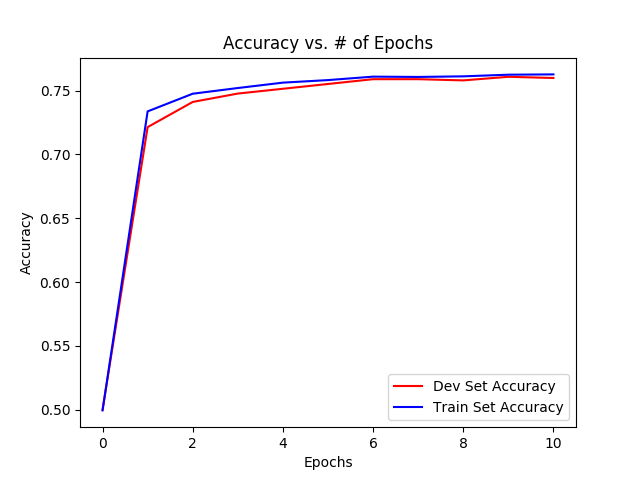 Accuracy vs. # of Epochs
Accuracy
0.75
0.70
0.65
0.60
0.55
0.50
Dev Set Accuracy
Train Set Accuracy
0 2 4 6 8 10
Epochs